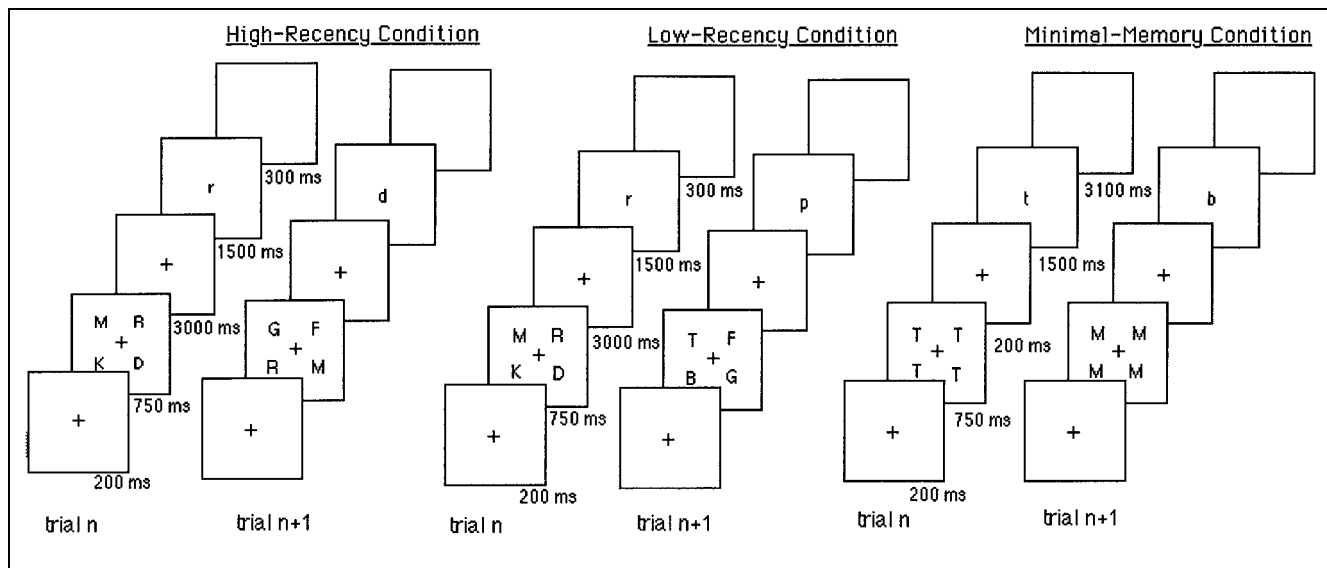 High-Recency Condition
r
d
300 ms
+
+
1500 ms
M R
+
K D
3000 ms
G F
+
R M
+
750 ms
+
200 ms
trial n
trial n+1
Low-Recency Condition
r
p
300 ms
+
+
1500 ms
M R
+
K D
3000 ms
T F
+
B G
+
750 ms
+
200 ms
trial n
trial n+1
Minimal-Memory Condition
t
b
3100 ms
+
+
1500 ms
T T
+
T T
200 ms
M M
+
M M
+
750 ms
+
200 ms
trial n
trial n+1